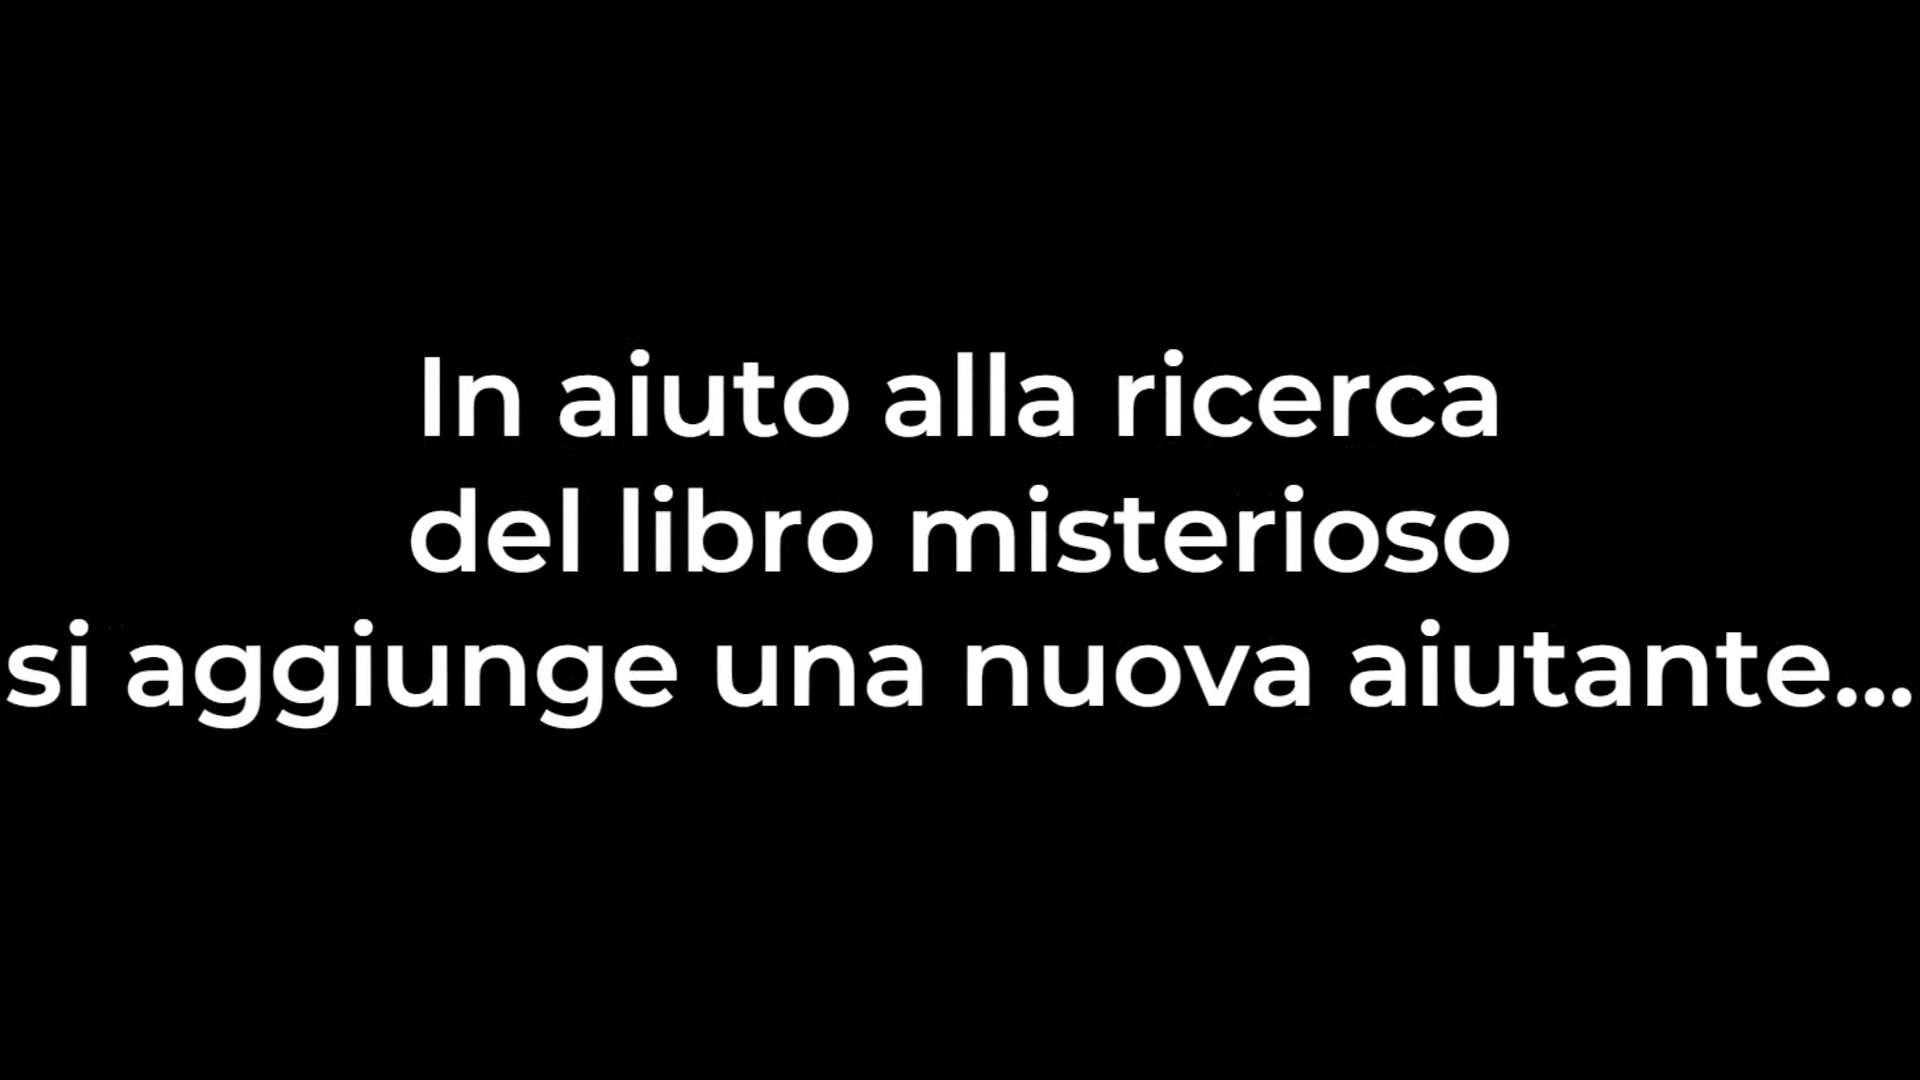 In aiuto alla ricerca
del libro misterioso
si aggiunge una nuova aiutante...